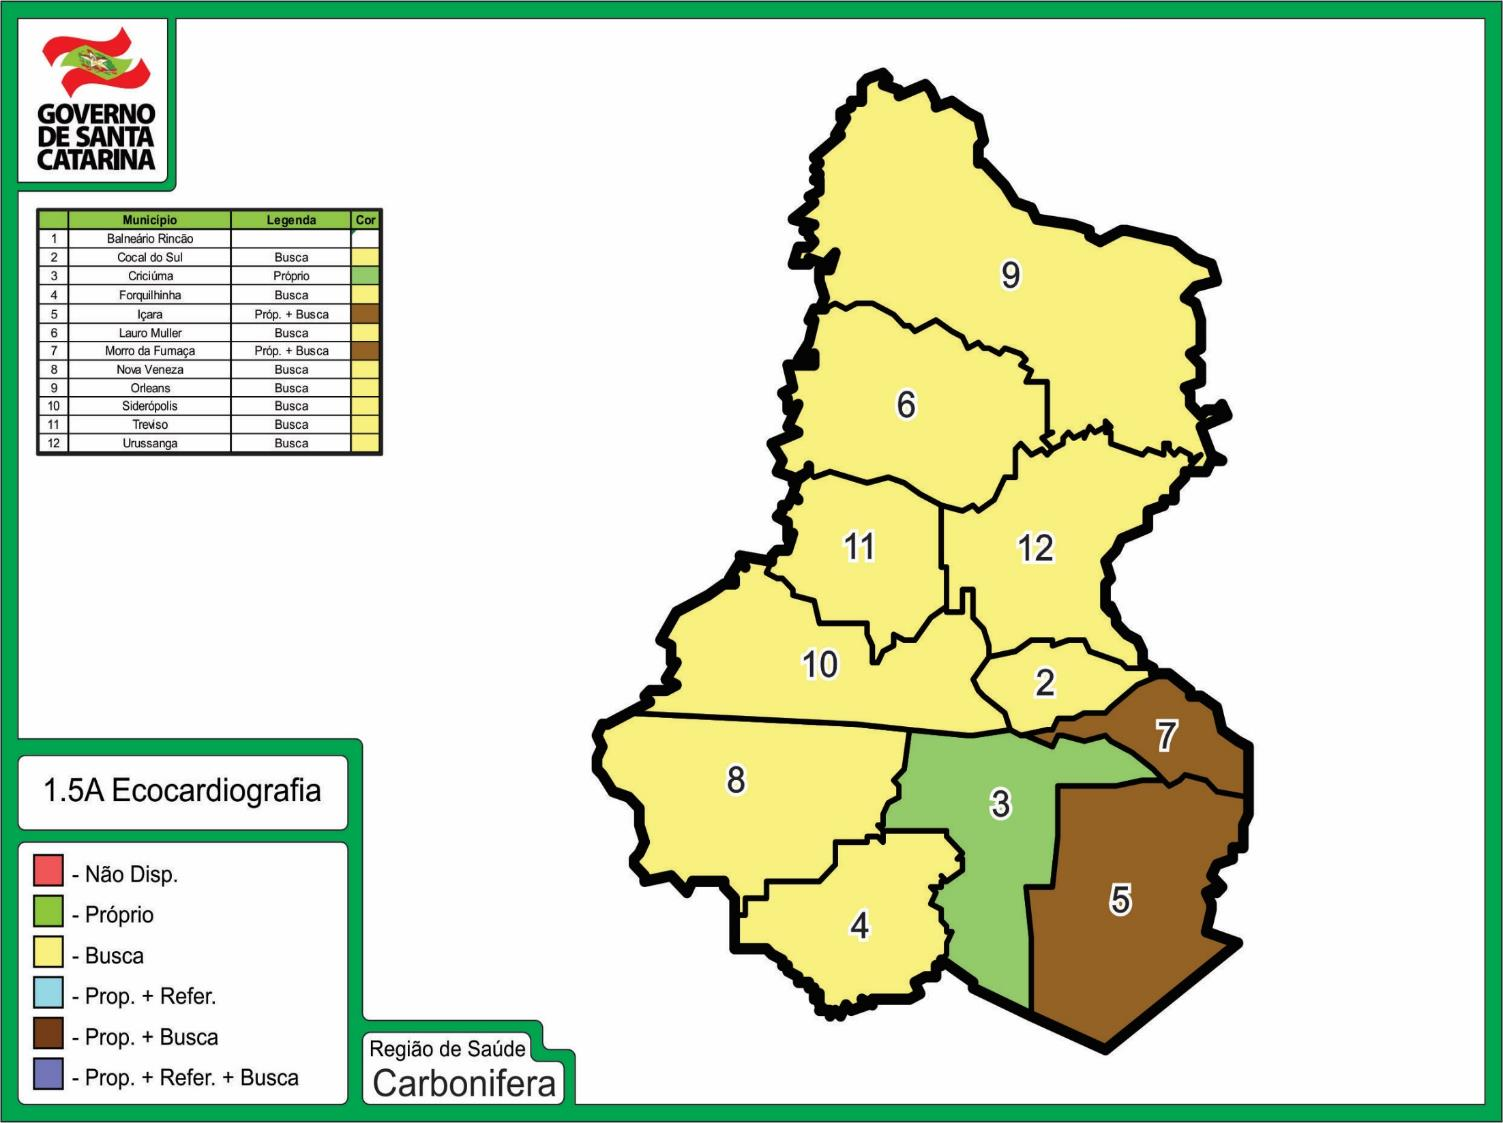 GOVERNO
DE SANTA
CATARINA
Município Legenda Cor
1 Balneário Rincão
2 Cocal do Sul Busca
3 Criciúma Próprio
4 Forquilhinha Busca
5 Içara Próp. + Busca
6 Lauro Muller Busca
7 Morro da Fumaça Próp. + Busca
8 Nova Veneza Busca
9 Orleans Busca
10 Siderópolis Busca
11 Treviso Busca
12 Urussanga Busca
9
6
11
12
10
2
7
8
3
5
4
1.5A Ecocardiografia
- Não Disp.
- Próprio
- Busca
- Prop. + Refer.
- Prop. + Busca
- Prop. + Refer. + Busca
Região de Saúde
Carbonifera